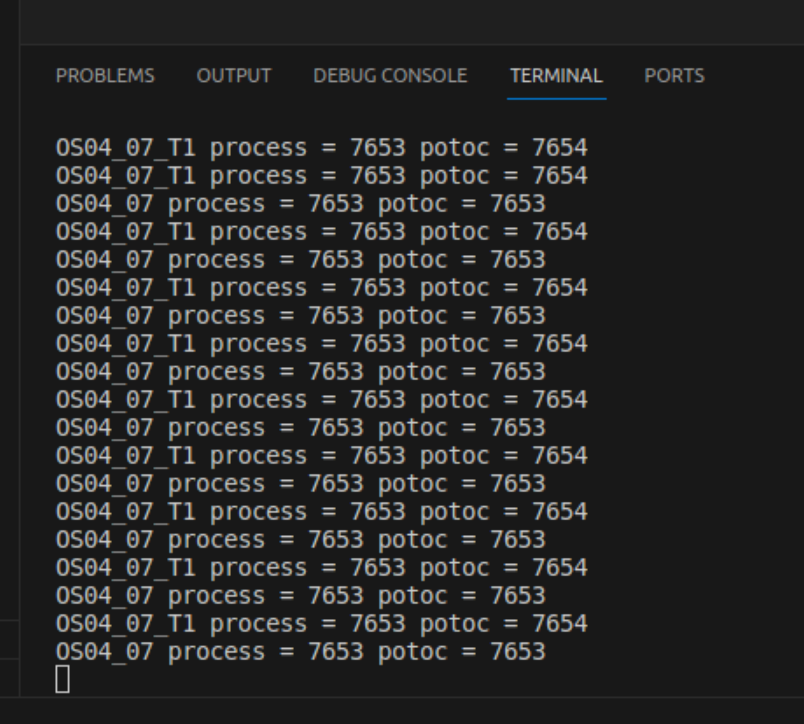 PROBLEMS OUTPUT DEBUG CONSOLE TERMINAL PORTS
OS04_07_T1 process = 7653 potoc = 7654
OS04_07_T1 process = 7653 potoc = 7654
OS04_07 process = 7653 potoc = 7653
OS04_07_T1 process = 7653 potoc = 7654
OS04_07 process = 7653 potoc = 7653
OS04_07_T1 process = 7653 potoc = 7654
OS04_07 process = 7653 potoc = 7653
OS04_07_T1 process = 7653 potoc = 7654
OS04_07 process = 7653 potoc = 7653
OS04_07_T1 process = 7653 potoc = 7654
OS04_07 process = 7653 potoc = 7653
OS04_07_T1 process = 7653 potoc = 7654
OS04_07 process = 7653 potoc = 7653
OS04_07_T1 process = 7653 potoc = 7654
OS04_07 process = 7653 potoc = 7653
OS04_07_T1 process = 7653 potoc = 7654
OS04_07 process = 7653 potoc = 7653
OS04_07_T1 process = 7653 potoc = 7654
OS04_07 process = 7653 potoc = 7653